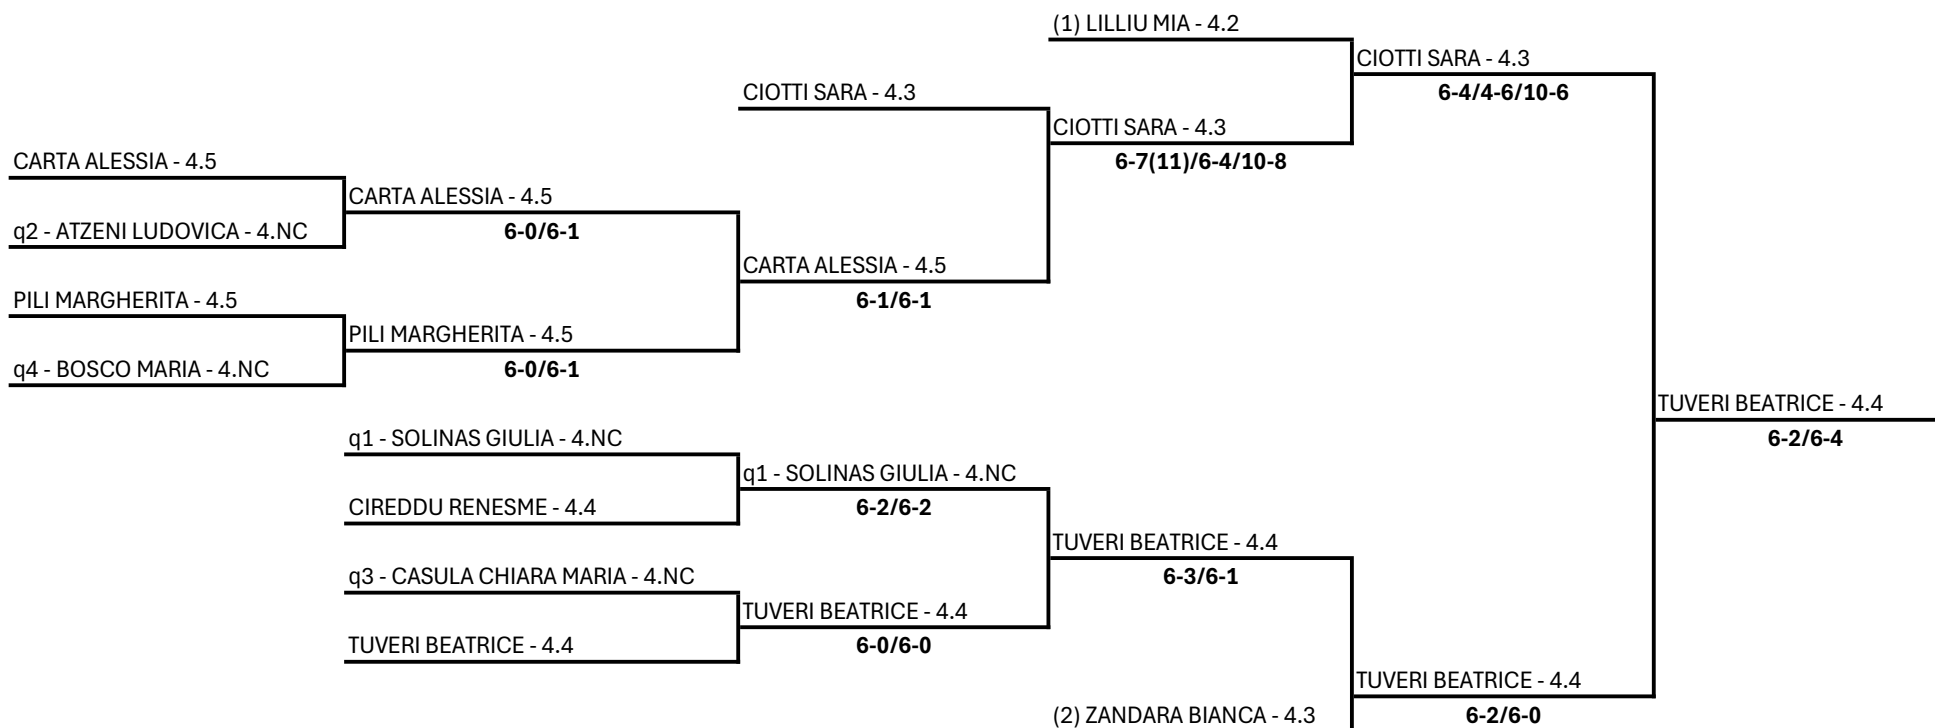 (1) LILLIU MIA - 4.2
CIOTTI SARA - 4.3
6-4/4-6/10-6
CIOTTI SARA - 4.3
CIOTTI SARA - 4.3
6-7(11)/6-4/10-8
CARTA ALESSIA - 4.5
CARTA ALESSIA - 4.5
q2 - ATZENI LUDOVICA - 4.NC
6-0/6-1
CARTA ALESSIA - 4.5
6-1/6-1
PILI MARGHERITA - 4.5
PILI MARGHERITA - 4.5
q4 - BOSCO MARIA - 4.NC
6-0/6-1
TUVERI BEATRICE - 4.4
6-2/6-4
q1 - SOLINAS GIULIA - 4.NC
q1 - SOLINAS GIULIA - 4.NC
CIREDDU RENESME - 4.4
6-2/6-2
TUVERI BEATRICE - 4.4
6-3/6-1
q3 - CASULA CHIARA MARIA - 4.NC
TUVERI BEATRICE - 4.4
TUVERI BEATRICE - 4.4
6-0/6-0
TUVERI BEATRICE - 4.4
(2) ZANDARA BIANCA - 4.3
6-2/6-0